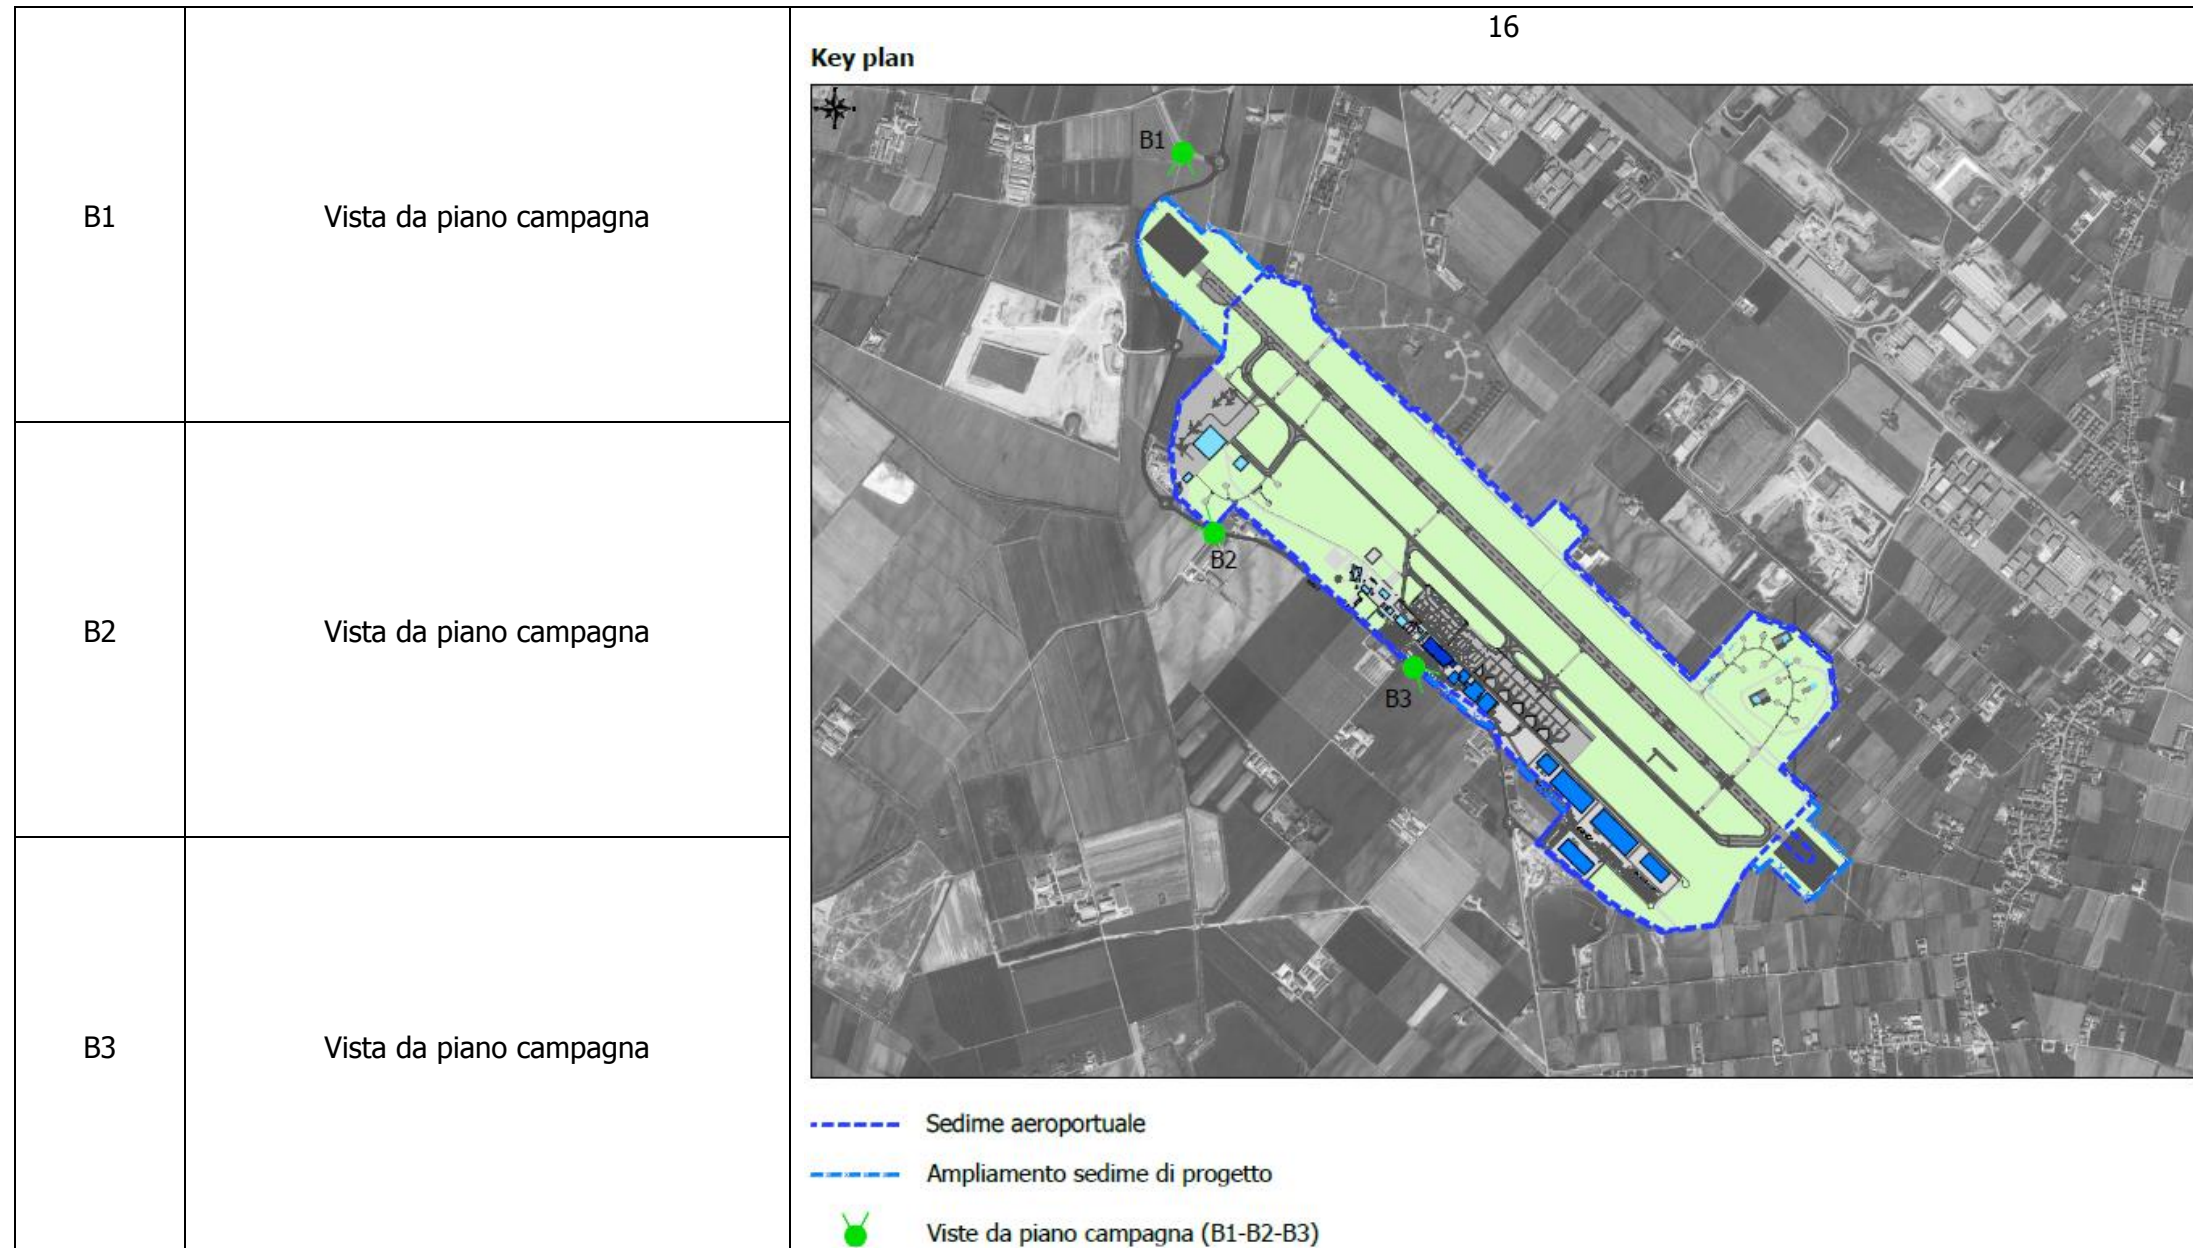 16
B1
Vista da piano campagna
B2
Vista da piano campagna
B3
Vista da piano campagna
Key plan
B1
B2
B3
Sedime aeroportuale
Ampliamento sedime di progetto
Viste da piano campagna (B1-B2-B3)